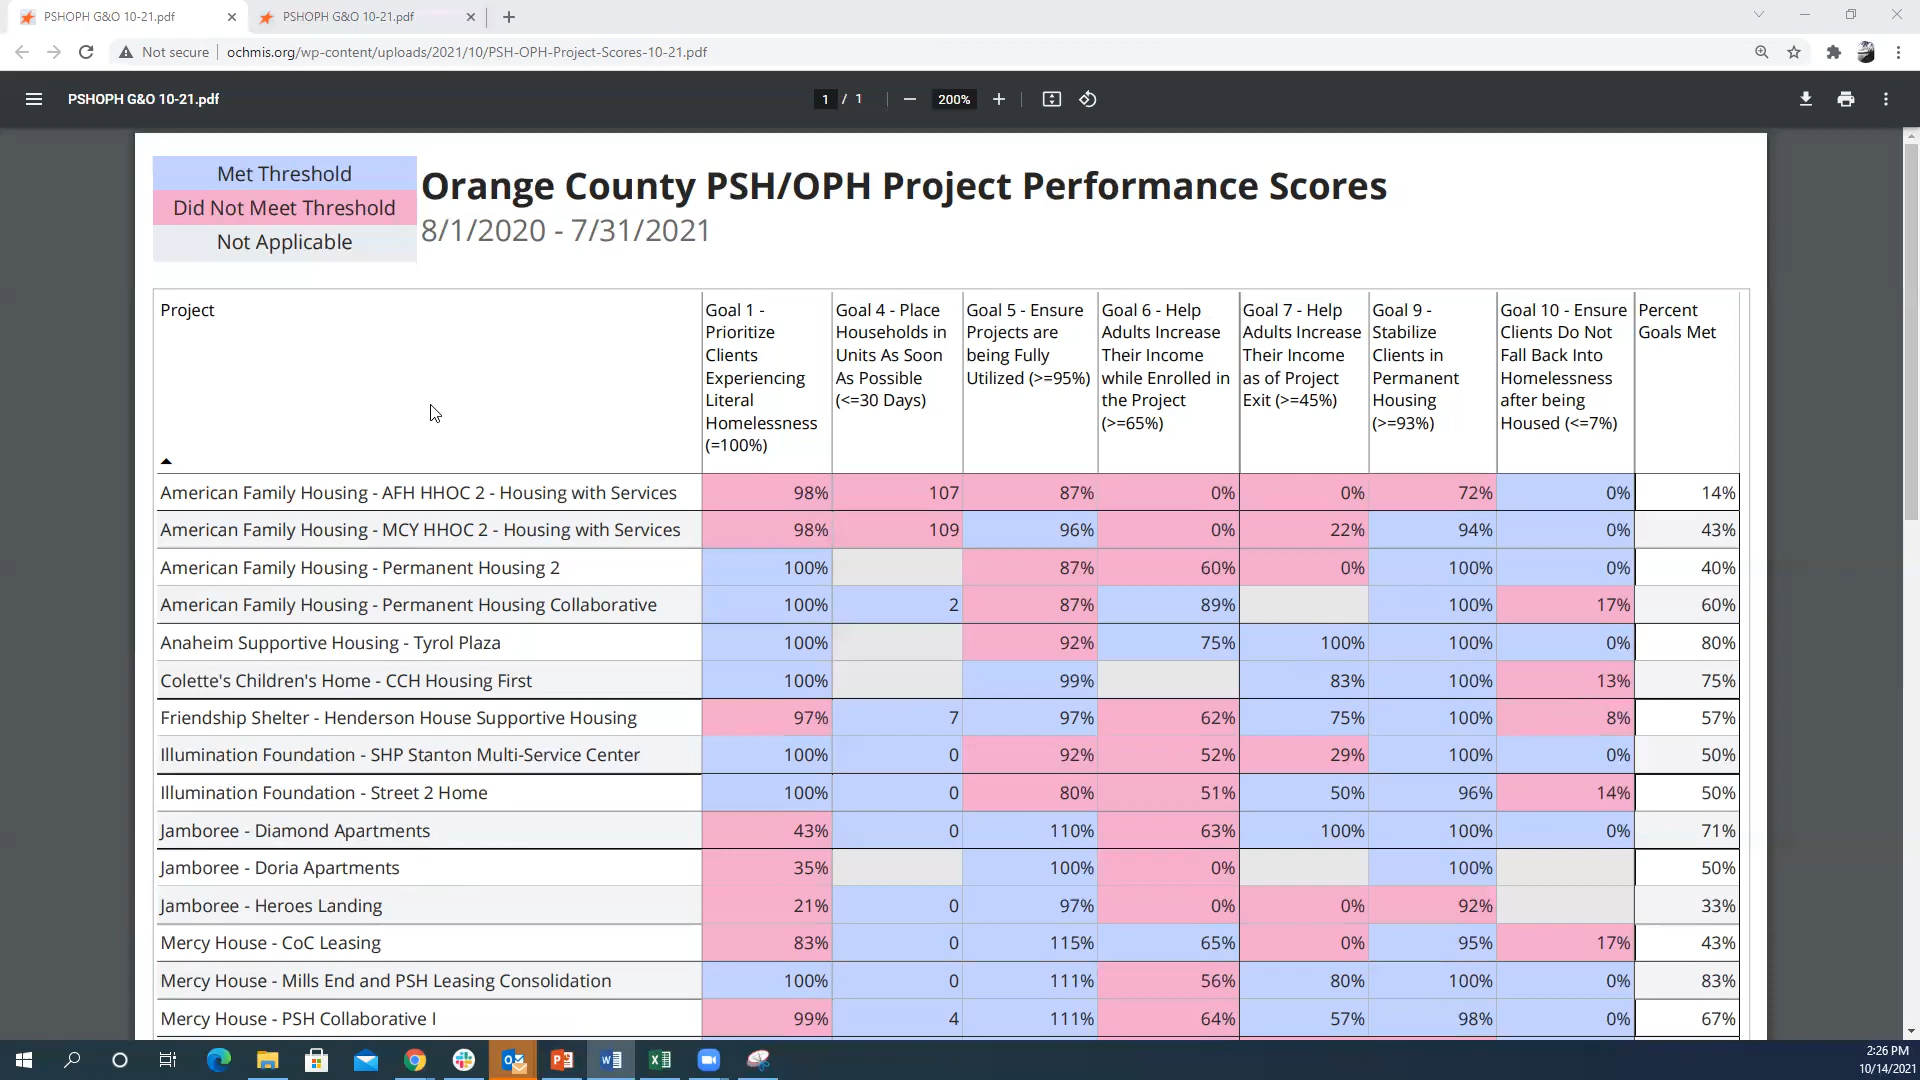 PSHOPH G&O 10-21.pdf
PSHOPH G&O 10-21.pdf
Not secure
ochmis.org/wp-content/uploads/2021/10/PSH-OPH-Project-Scores-10-21.pdf
PSHOPH G&O 10-21.pdf
1 / 1
200%
Met Threshold
Did Not Meet Threshold
Not Applicable
Orange County PSH/OPH Project Performance Scores
8/1/2020 - 7/31/2021
Project
Goal 1 -
Prioritize
Clients
Experiencing
Literal
Homelessness
(=100%)
Goal 4 - Place
Households in
Units As Soon
As Possible
(<=30 Days)
Goal 5 - Ensure
Projects are
being Fully
Utilized (>=95%)
Goal 6 - Help
Adults Increase
Their Income
while Enrolled in
the Project
(>=65%)
Goal 7 - Help
Adults Increase
Their Income
as of Project
Exit (>=45%)
Goal 9 -
Stabilize
Clients in
Permanent
Housing
(>=93%)
Goal 10 - Ensure
Clients Do Not
Fall Back Into
Homelessness
after being
Housed (<=7%)
Percent
Goals Met
American Family Housing - AFH HHOC 2 - Housing with Services 98% 107 87% 0% 0% 72% 0% 14%
American Family Housing - MCY HHOC 2 - Housing with Services 98% 109 96% 0% 22% 94% 0% 43%
American Family Housing - Permanent Housing 2 100% 87% 60% 0% 100% 0% 40%
American Family Housing - Permanent Housing Collaborative 100% 2 87% 89% 100% 17% 60%
Anaheim Supportive Housing - Tyrol Plaza 100% 92% 75% 100% 100% 0% 80%
Colette's Children's Home - CCH Housing First 100% 99% 83% 100% 13% 75%
Friendship Shelter - Henderson House Supportive Housing 97% 7 97% 62% 75% 100% 8% 57%
Illumination Foundation - SHP Stanton Multi-Service Center 100% 0 92% 52% 29% 100% 0% 50%
Illumination Foundation - Street 2 Home 100% 0 80% 51% 50% 96% 14% 50%
Jamboree - Diamond Apartments 43% 0 110% 63% 100% 100% 0% 71%
Jamboree - Doria Apartments 35% 100% 0% 100% 50%
Jamboree - Heroes Landing 21% 0 97% 0% 0% 92% 33%
Mercy House - CoC Leasing 83% 0 115% 65% 0% 95% 17% 43%
Mercy House - Mills End and PSH Leasing Consolidation 100% 0 111% 56% 80% 100% 0% 83%
Mercy House - PSH Collaborative I 99% 4 111% 64% 57% 98% 0% 67%
2:26 PM
10/14/2021